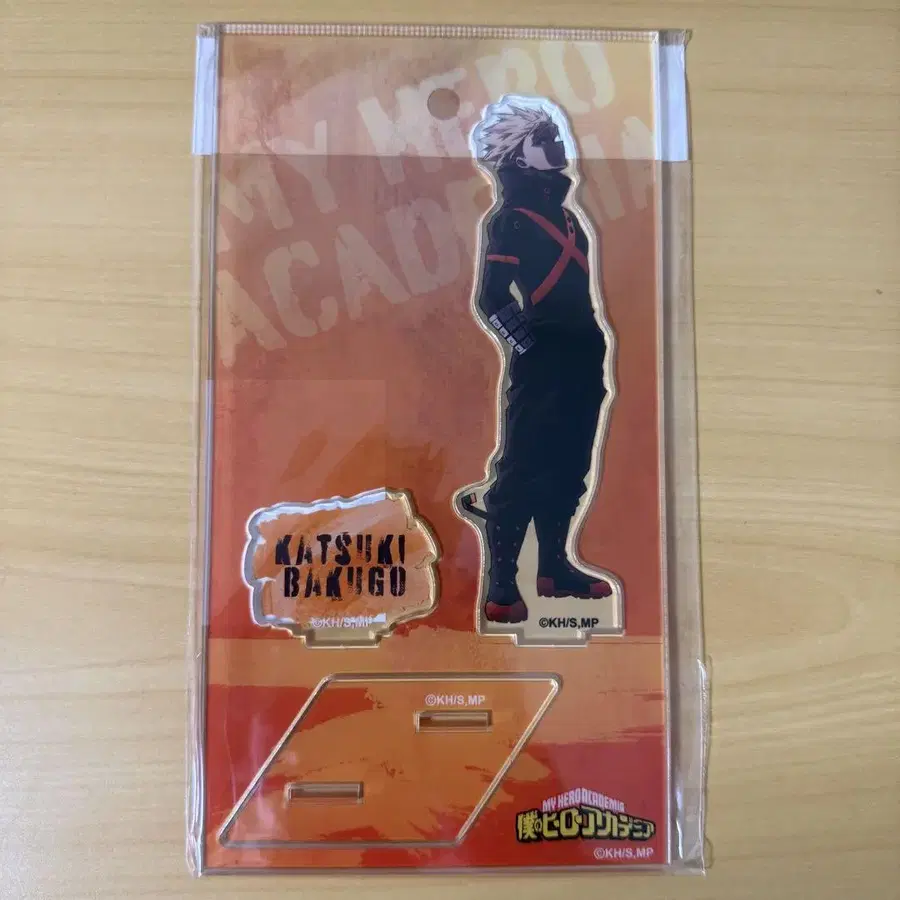 MY HERO
ACADEMIA
KATSUKI
BAKUGO
©KH/S,MP
©KH/S,MP
©KH/S,MP
MY HERO ACADEMIA
僕のヒーローアカデミア
©KH/S,MP